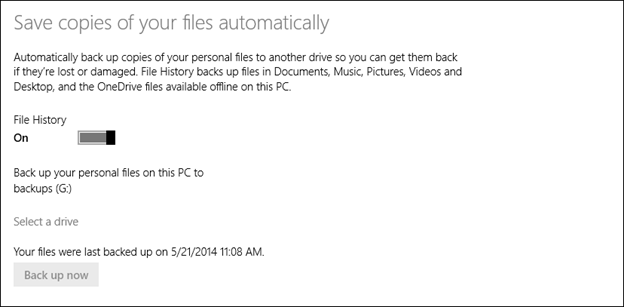 Save copies of your files automatically
Automatically back up copies of your personal files to another drive so you can get them back
if they're lost or damaged. File History backs up files in Documents, Music, Pictures, Videos and
Desktop, and the OneDrive files available offline on this PC.
File History
On
Back up your personal files on this PC to
backups (G:)
Select a drive
Your files were last backed up on 5/21/2014 11:08 AM.
Back up now